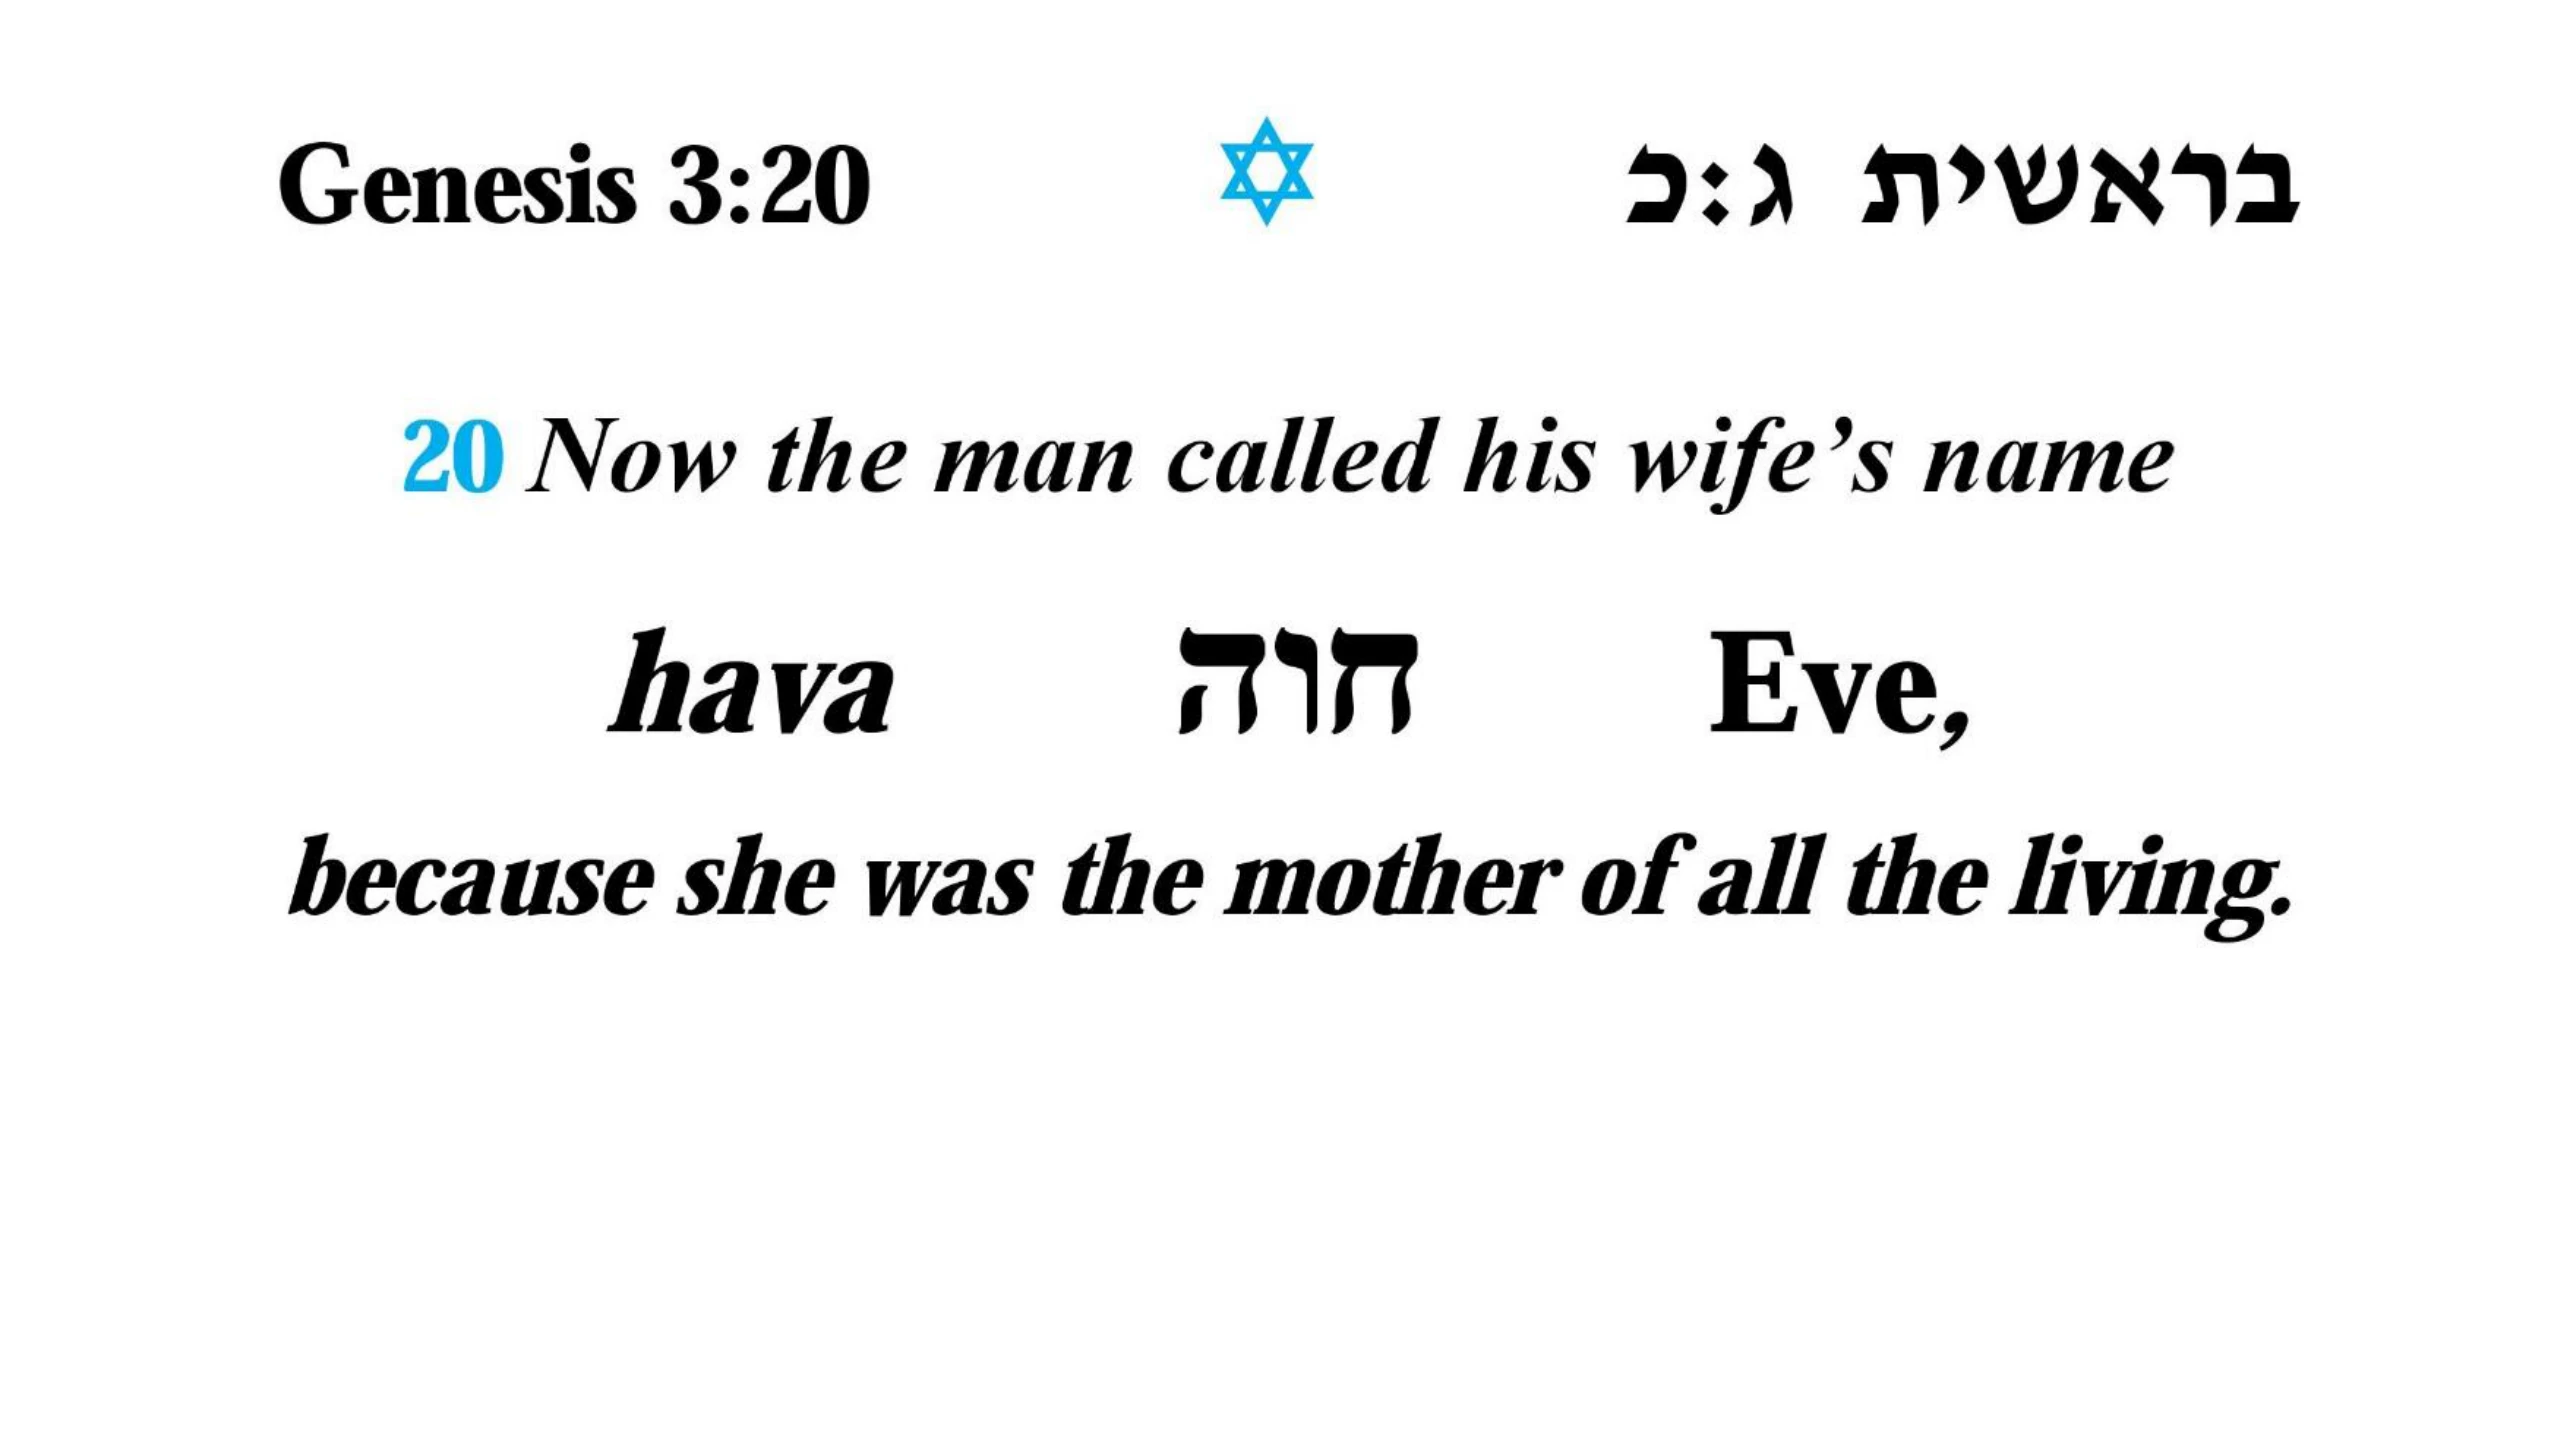 Genesis 3:20 ✡ בראשית ג:כ
20 Now the man called his wife’s name
hava חוה Eve,
because she was the mother of all the living.